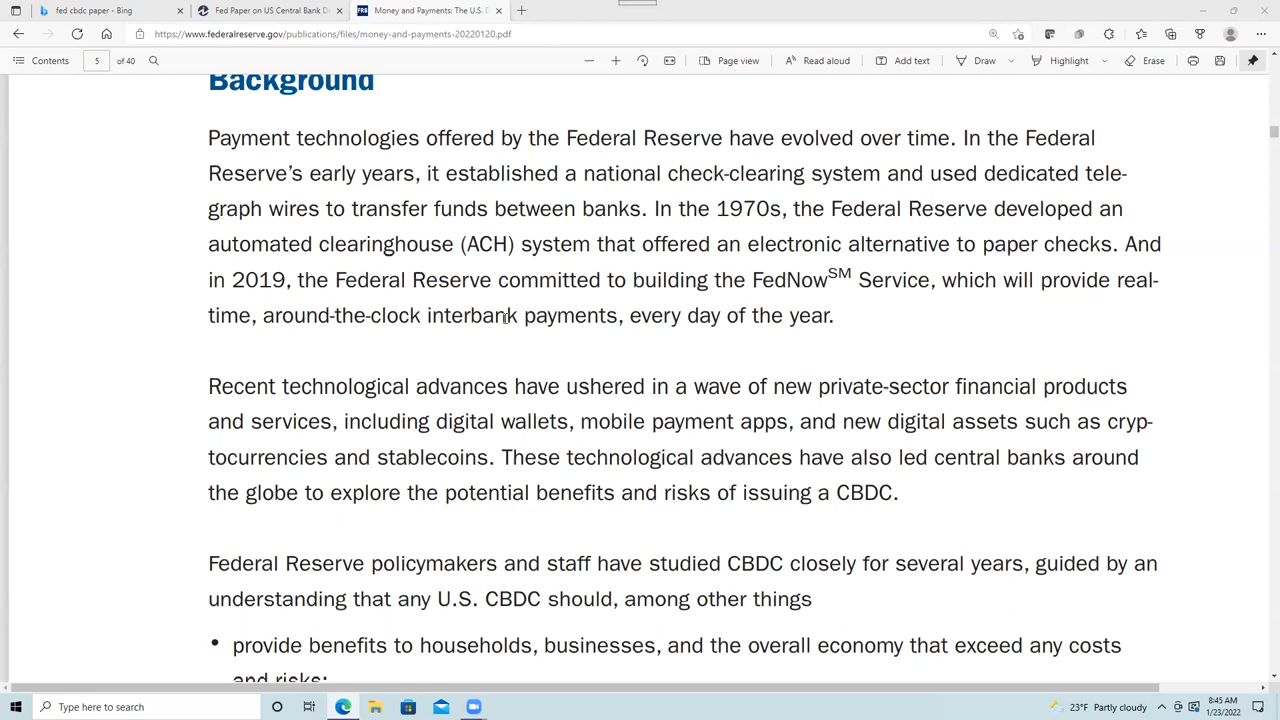 fed cbdc paper - Bing
Fed Paper on US Central Bank D
FRB
Money and Payments: The U.S. D
https://www.federalreserve.gov/publications/files/money-and-payments-20220120.pdf
Contents 5 of 40 Page view Read aloud Add text Draw Highlight Erase
Background
Payment technologies offered by the Federal Reserve have evolved over time. In the Federal
Reserve’s early years, it established a national check-clearing system and used dedicated tele-
graph wires to transfer funds between banks. In the 1970s, the Federal Reserve developed an
automated clearinghouse (ACH) system that offered an electronic alternative to paper checks. And
in 2019, the Federal Reserve committed to building the FedNowSM Service, which will provide real-
time, around-the-clock interbank payments, every day of the year.
Recent technological advances have ushered in a wave of new private-sector financial products
and services, including digital wallets, mobile payment apps, and new digital assets such as cryp-
tocurrencies and stablecoins. These technological advances have also led central banks around
the globe to explore the potential benefits and risks of issuing a CBDC.
Federal Reserve policymakers and staff have studied CBDC closely for several years, guided by an
understanding that any U.S. CBDC should, among other things
• provide benefits to households, businesses, and the overall economy that exceed any costs
and risks;
Type here to search
23°F Partly cloudy
8:45 AM
1/23/2022